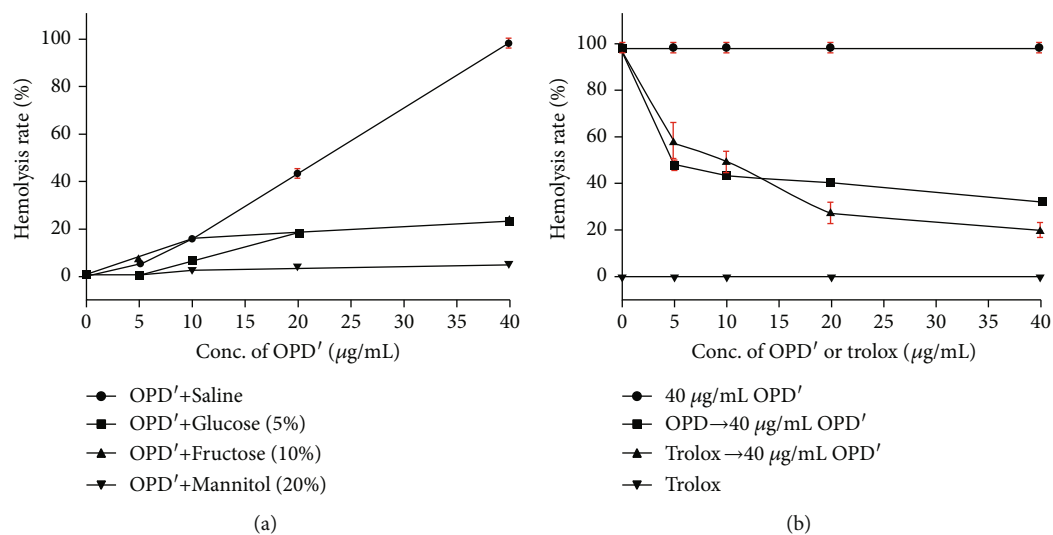 100
80
60
40
20
0
Hemolysis rate (%)
0 5 10 15 20 25 30 35 40
Conc. of OPD′ (μg/mL)
OPD′+Saline
OPD′+Glucose (5%)
OPD′+Fructose (10%)
OPD′+Mannitol (20%)
(a)
100
80
60
40
20
0
Hemolysis rate (%)
0 5 10 15 20 25 30 35 40
Conc. of OPD′ or trolox (μg/mL)
40 μg/mL OPD′
OPD→40 μg/mL OPD′
Trolox→40 μg/mL OPD′
Trolox
(b)